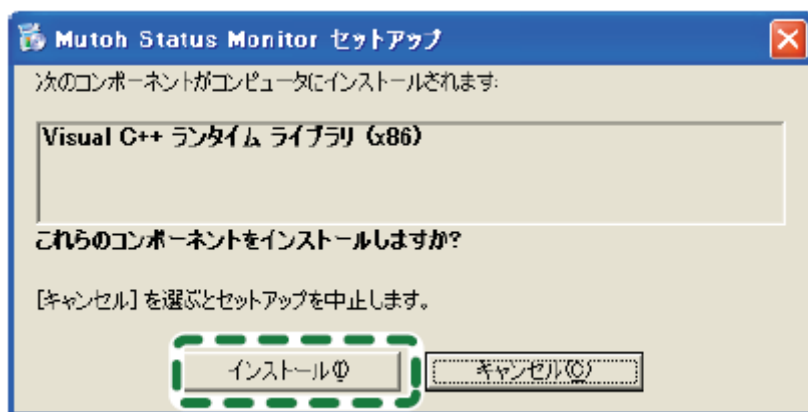 Mutoh Status Monitor セットアップ
次のコンポーネントがコンピュータにインストールされます:
Visual C++ ランタイム ライブラリ (x86)
これらのコンポーネントをインストールしますか?
[キャンセル] を選ぶとセットアップを中止します。
インストール(I) キャンセル(C)